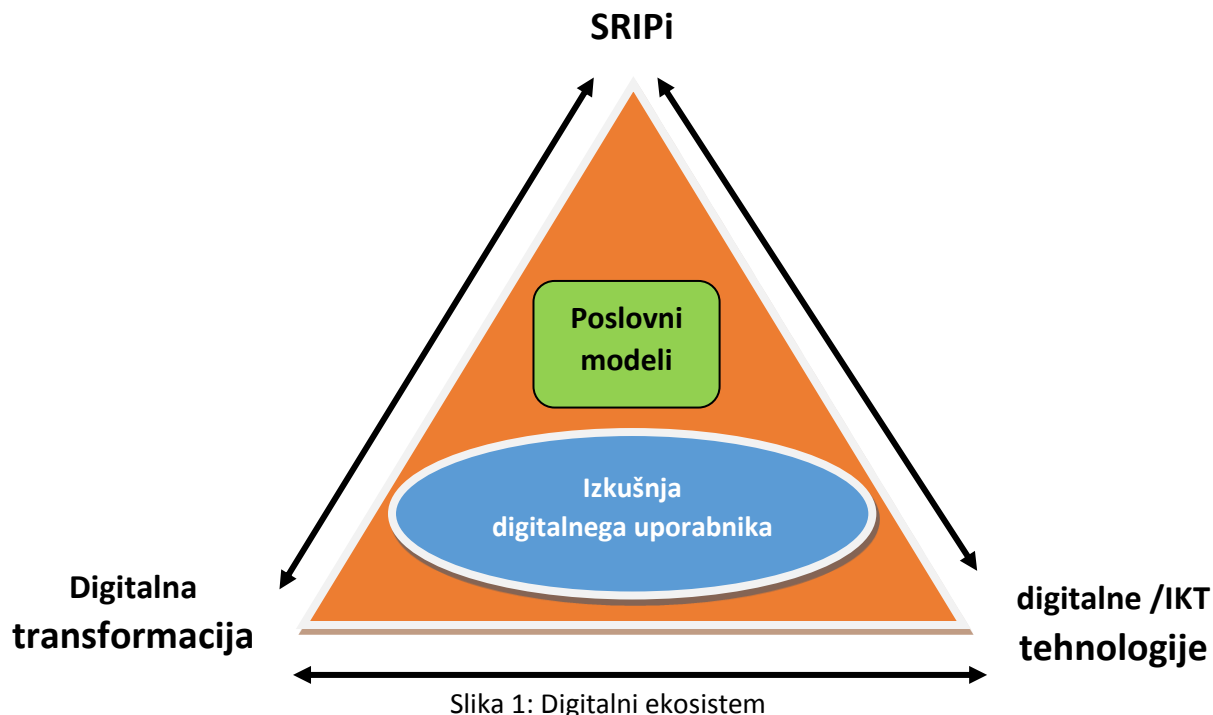 SRIPi
Poslovni
modeli
Izkušnja
digitalnega uporabnika
Digitalna
transformacija
digitalne /IKT
tehnologije
Slika 1: Digitalni ekosistem